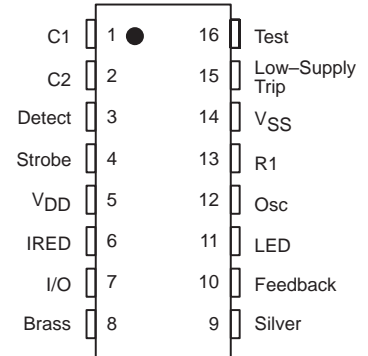 C1 1 16 Test
C2 2 15 Low–Supply Trip
Detect 3 14 VSS
Strobe 4 13 R1
VDD 5 12 Osc
IRED 6 11 LED
I/O 7 10 Feedback
Brass 8 9 Silver